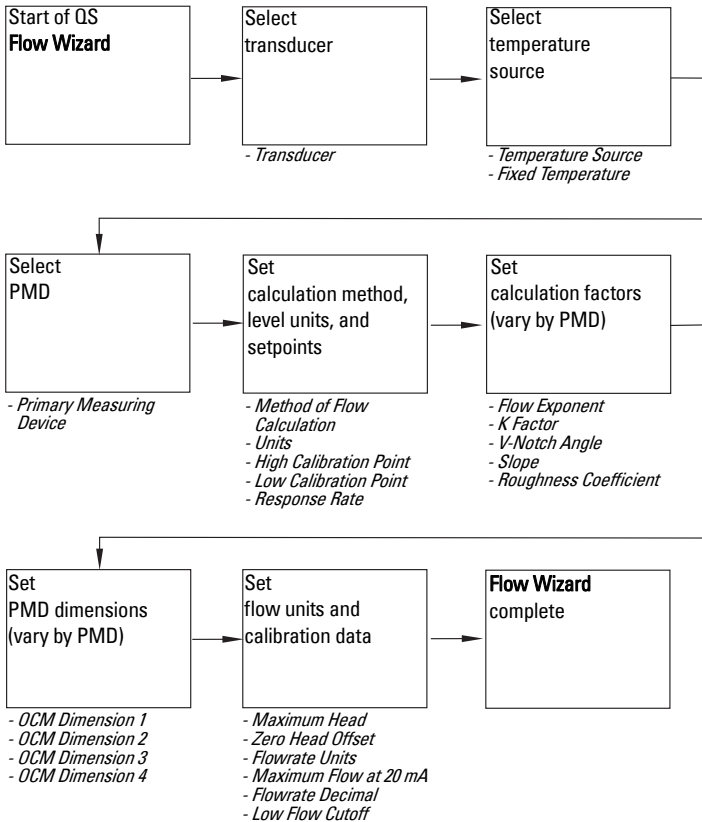 Start of QS
Flow Wizard
Select
transducer
- Transducer
Select
temperature
source
- Temperature Source
- Fixed Temperature
Select
PMD
- Primary Measuring
Device
Set
calculation method,
level units, and
setpoints
- Method of Flow
Calculation
- Units
- High Calibration Point
- Low Calibration Point
- Response Rate
Set
calculation factors
(vary by PMD)
- Flow Exponent
- K Factor
- V-Notch Angle
- Slope
- Roughness Coefficient
Set
PMD dimensions
(vary by PMD)
- OCM Dimension 1
- OCM Dimension 2
- OCM Dimension 3
- OCM Dimension 4
Set
flow units and
calibration data
- Maximum Head
- Zero Head Offset
- Flowrate Units
- Maximum Flow at 20 mA
- Flowrate Decimal
- Low Flow Cutoff
Flow Wizard
complete